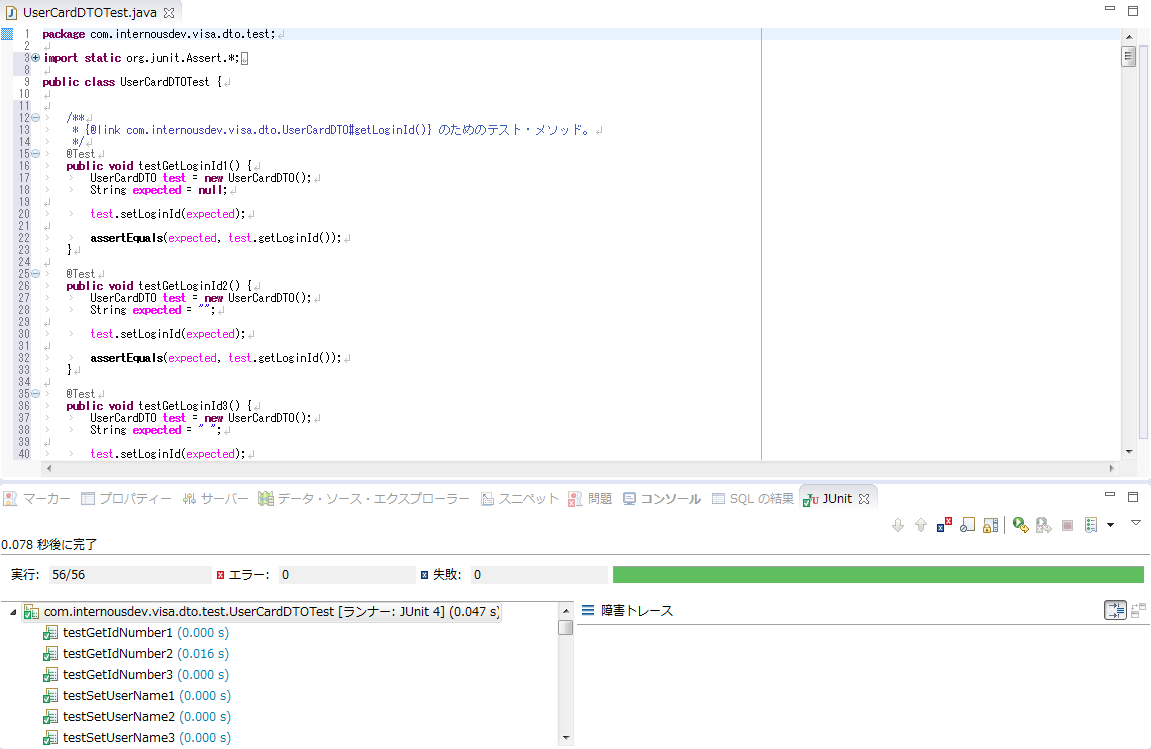 UserCardDTOTest.java
1 package com.internousdev.visa.dto.test;
2
3 import static org.junit.Assert.*;
8
9 public class UserCardDTOTest {
10
11
12 /**
13 * {@link com.internousdev.visa.dto.UserCardDTO#getLoginId()} のためのテスト・メソッド。
14 */
15 @Test
16 public void testGetLoginId1() {
17 UserCardDTO test = new UserCardDTO();
18 String expected = null;
19
20 test.setLoginId(expected);
21
22 assertEquals(expected, test.getLoginId());
23 }
24
25 @Test
26 public void testGetLoginId2() {
27 UserCardDTO test = new UserCardDTO();
28 String expected = "";
29
30 test.setLoginId(expected);
31
32 assertEquals(expected, test.getLoginId());
33 }
34
35 @Test
36 public void testGetLoginId3() {
37 UserCardDTO test = new UserCardDTO();
38 String expected = " ";
39
40 test.setLoginId(expected);
マーカー プロパティー サーバー データ・ソース・エクスプローラー スニペット 問題 コンソール SQL の結果 JUnit
0.078 秒後に完了
実行: 56/56 エラー: 0 失敗: 0
com.internousdev.visa.dto.test.UserCardDTOTest [ランナー: JUnit 4] (0.047 s) 障害トレース
testGetIdNumber1 (0.000 s)
testGetIdNumber2 (0.016 s)
testGetIdNumber3 (0.000 s)
testSetUserName1 (0.000 s)
testSetUserName2 (0.000 s)
testSetUserName3 (0.000 s)